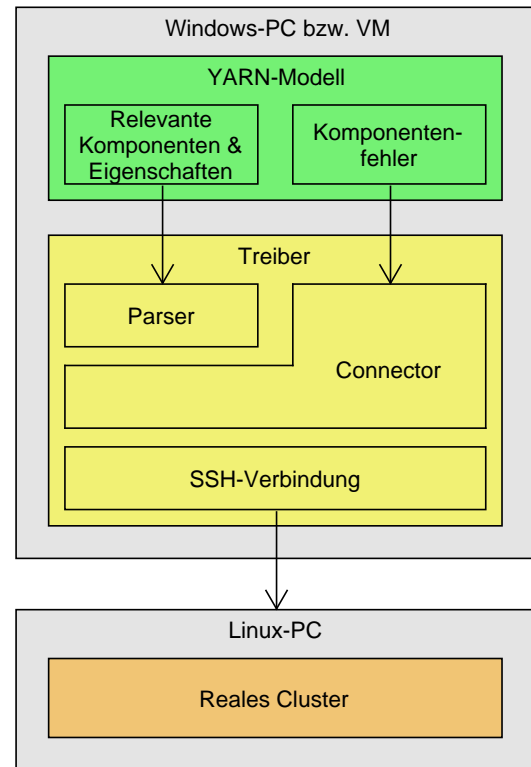 Windows-PC bzw. VM
YARN-Modell
Relevante
Komponenten &
Eigenschaften
Komponenten-
fehler
Treiber
Parser
Connector
SSH-Verbindung
Linux-PC
Reales Cluster